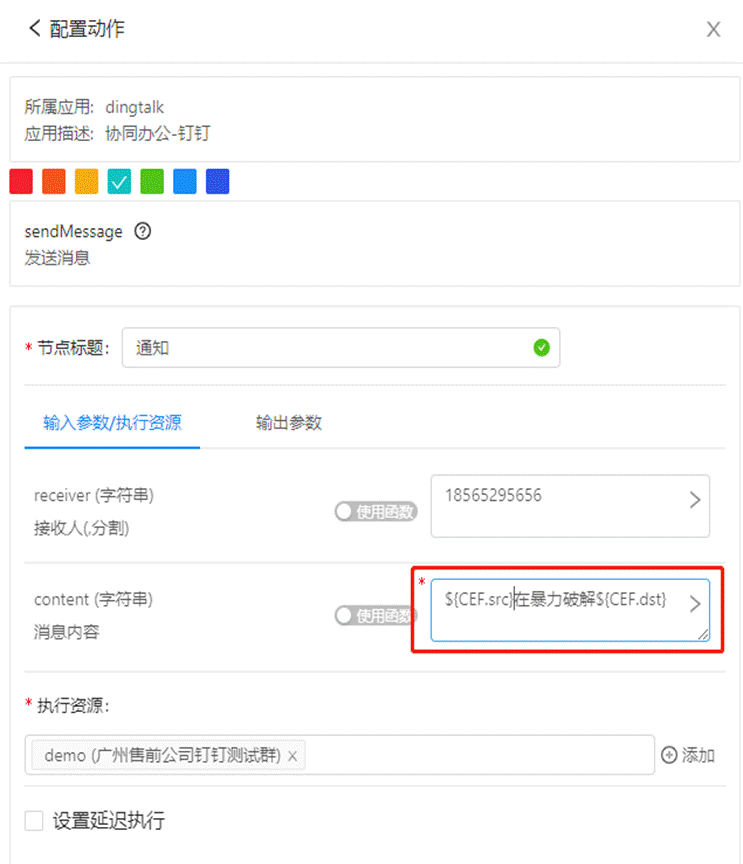 配置动作
X
所属应用: dingtalk
应用描述: 协同办公-钉钉
sendMessage ?
发送消息
* 节点标题: 通知
输入参数/执行资源 输出参数
receiver (字符串) 使用函数 18565295656
接收人(,分割)
content (字符串) 使用函数 * ${CEF.src}在暴力破解${CEF.dst}
消息内容
* 执行资源:
demo (广州售前公司钉钉测试群) x 添加
设置延迟执行